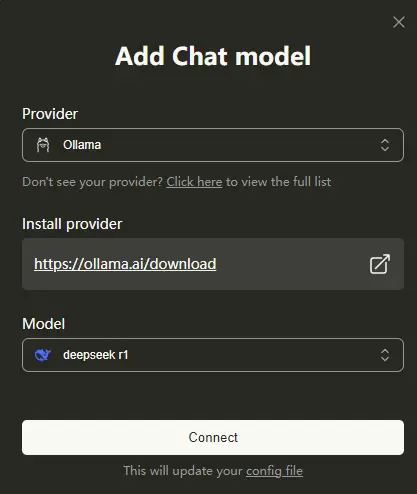 Add Chat model
Provider
Ollama
Don't see your provider? Click here to view the full list
Install provider
https://ollama.ai/download
Model
deepseek r1
Connect
This will update your config file